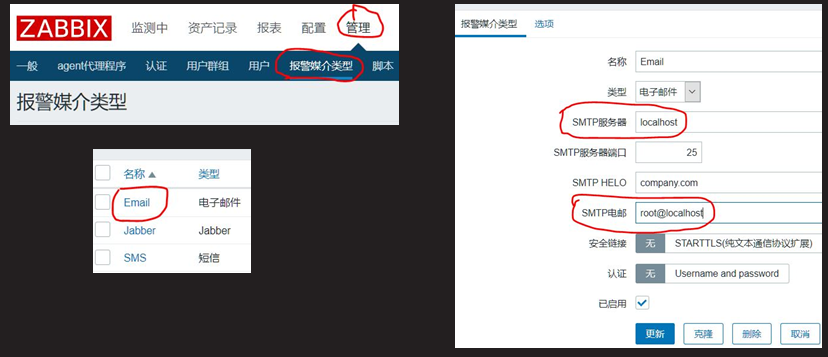 ZABBIX 监测中 资产记录 报表 配置 管理
一般 agent代理程序 认证 用户群组 用户 报警媒介类型 脚本
报警媒介类型
名称 类型
Email 电子邮件
Jabber Jabber
SMS 短信
报警媒介类型 选项
名称 Email
类型 电子邮件
SMTP服务器 localhost
SMTP服务器端口 25
SMTP HELO company.com
SMTP电邮 root@localhost
安全链接 无 STARTTLS(纯文本通信协议扩展)
认证 无 Username and password
已启用
更新 克隆 删除 取消